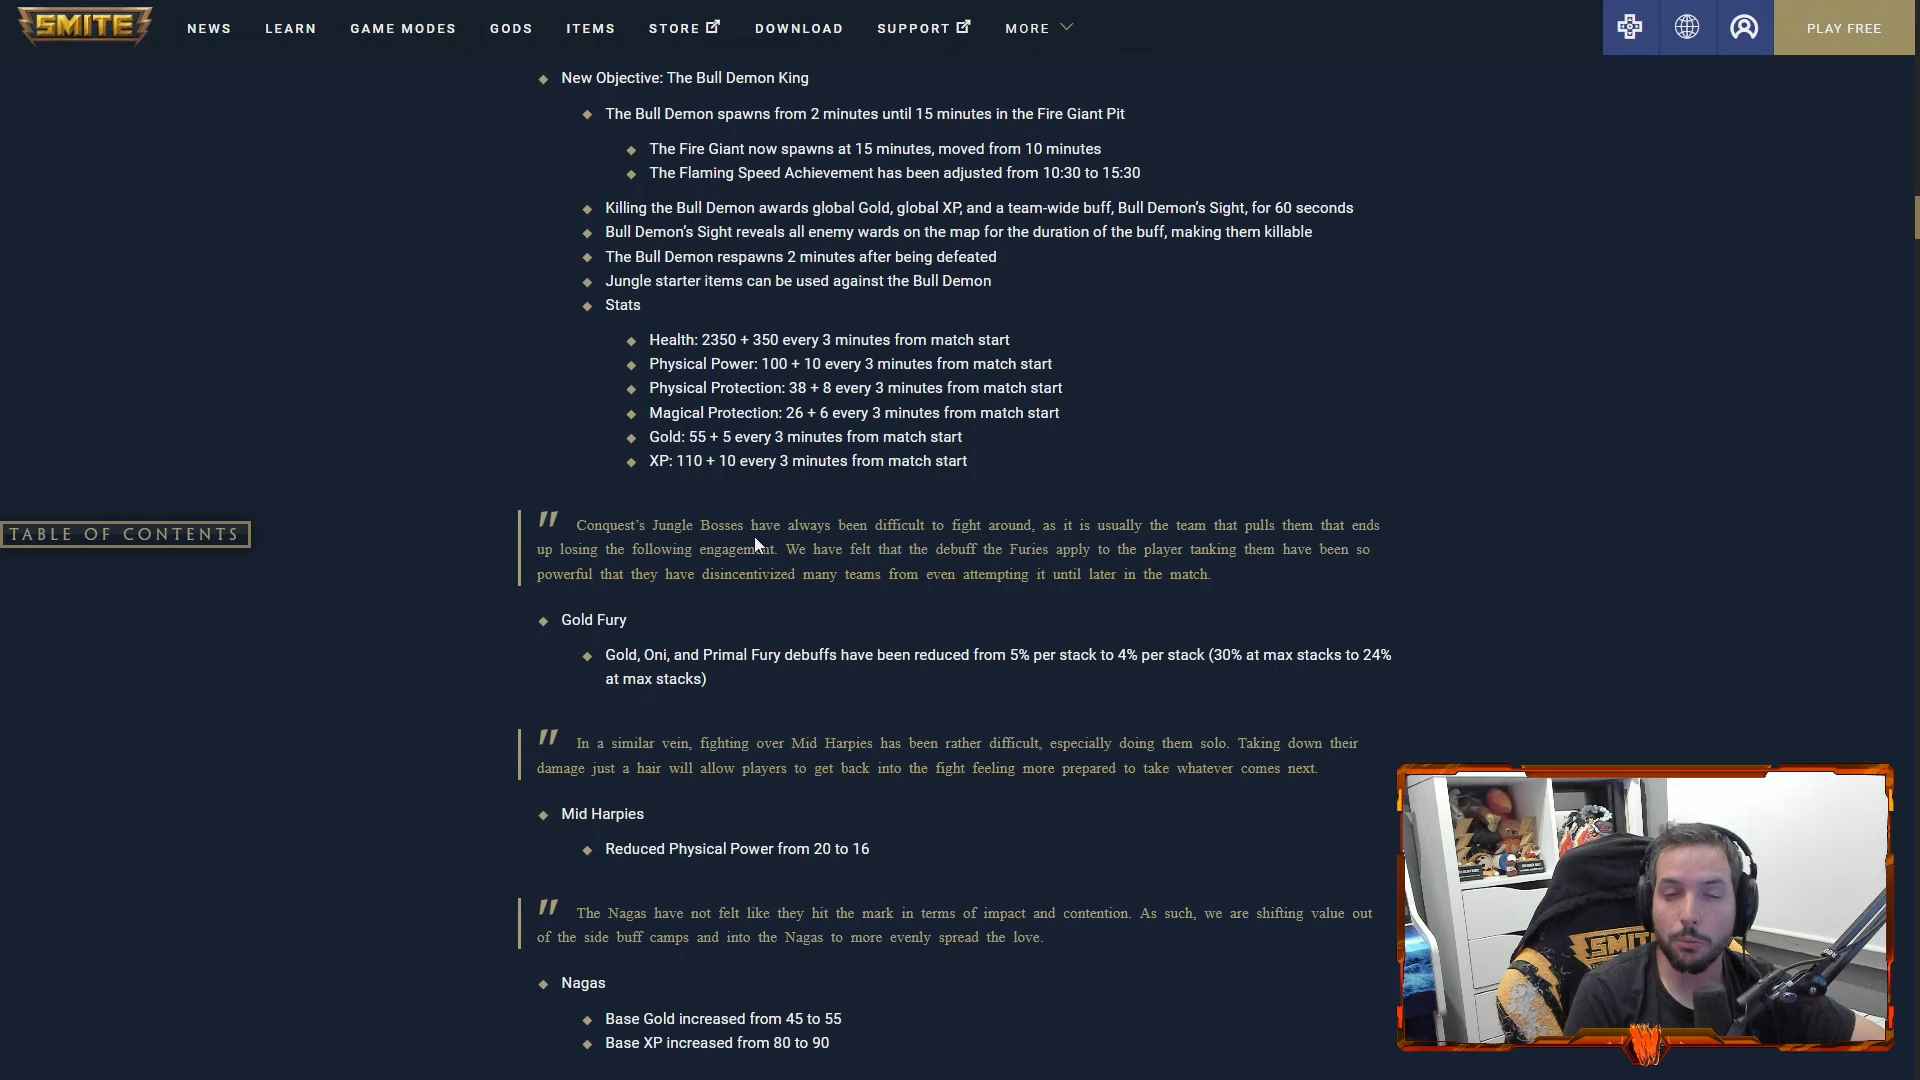 SMITE
NEWS LEARN GAME MODES GODS ITEMS STORE DOWNLOAD SUPPORT MORE PLAY FREE
New Objective: The Bull Demon King
The Bull Demon spawns from 2 minutes until 15 minutes in the Fire Giant Pit
The Fire Giant now spawns at 15 minutes, moved from 10 minutes
The Flaming Speed Achievement has been adjusted from 10:30 to 15:30
Killing the Bull Demon awards global Gold, global XP, and a team-wide buff, Bull Demon's Sight, for 60 seconds
Bull Demon's Sight reveals all enemy wards on the map for the duration of the buff, making them killable
The Bull Demon respawns 2 minutes after being defeated
Jungle starter items can be used against the Bull Demon
Stats
Health: 2350 + 350 every 3 minutes from match start
Physical Power: 100 + 10 every 3 minutes from match start
Physical Protection: 38 + 8 every 3 minutes from match start
Magical Protection: 26 + 6 every 3 minutes from match start
Gold: 55 + 5 every 3 minutes from match start
XP: 110 + 10 every 3 minutes from match start
TABLE OF CONTENTS
" Conquest's Jungle Bosses have always been difficult to fight around, as it is usually the team that pulls them that ends
up losing the following engagement. We have felt that the debuff the Furies apply to the player tanking them have been so
powerful that they have disincentivized many teams from even attempting it until later in the match.
Gold Fury
Gold, Oni, and Primal Fury debuffs have been reduced from 5% per stack to 4% per stack (30% at max stacks to 24%
at max stacks)
" In a similar vein, fighting over Mid Harpies has been rather difficult, especially doing them solo. Taking down their
damage just a hair will allow players to get back into the fight feeling more prepared to take whatever comes next.
Mid Harpies
Reduced Physical Power from 20 to 16
" The Nagas have not felt like they hit the mark in terms of impact and contention. As such, we are shifting value out
of the side buff camps and into the Nagas to more evenly spread the love.
Nagas
Base Gold increased from 45 to 55
Base XP increased from 80 to 90
SMIT